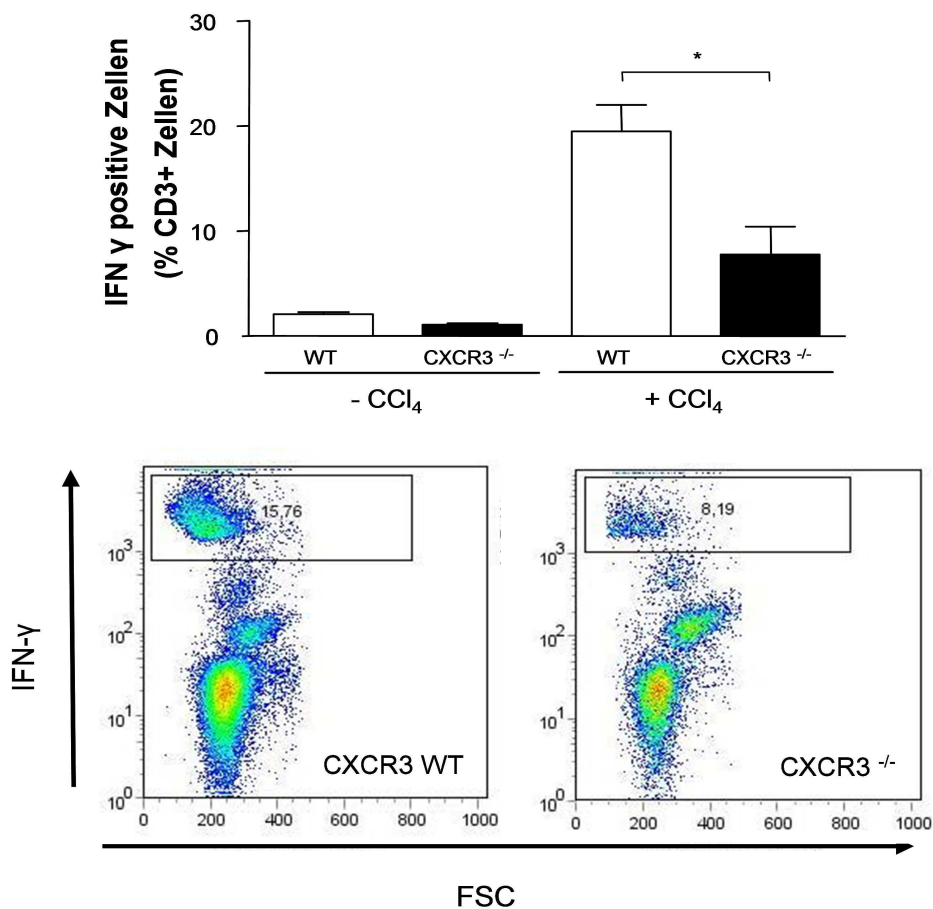 IFN γ positive Zellen
(% CD3+ Zellen)
30
20
10
0
*
WT
CXCR3 -/-
WT
CXCR3 -/-
- CCl₄
+ CCl₄
IFN-γ
10³
10²
10¹
10⁰
15,76
CXCR3 WT
0 200 400 600 800 1000
10³
10²
10¹
10⁰
8,19
CXCR3 -/-
0 200 400 600 800 1000
FSC